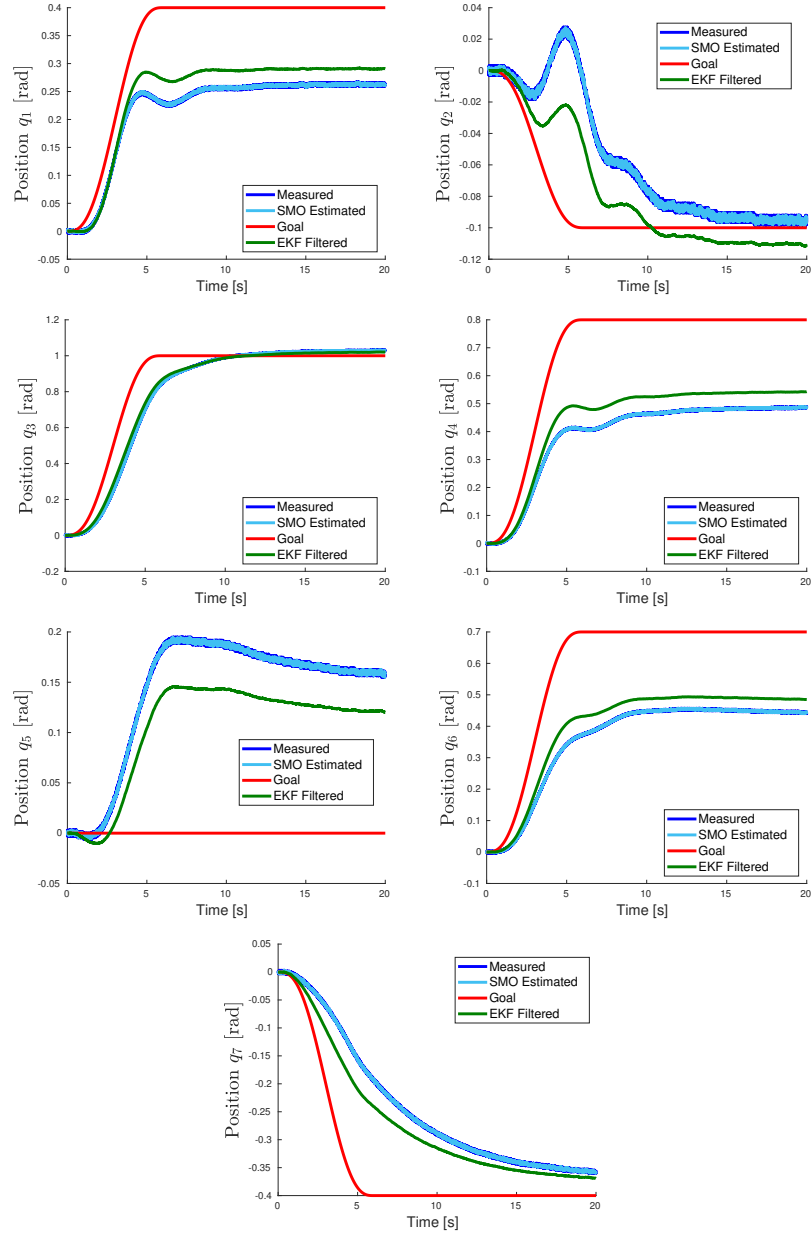 0.4
0.35
0.3
0.25
0.2
0.15
0.1
0.05
0
-0.05
Position q1 [rad]
0 5 10 15 20
Time [s]
Measured
SMO Estimated
Goal
EKF Filtered
0.04
0.02
0
-0.02
-0.04
-0.06
-0.08
-0.1
-0.12
Position q2 [rad]
0 5 10 15 20
Time [s]
Measured
SMO Estimated
Goal
EKF Filtered
1.2
1
0.8
0.6
0.4
0.2
0
-0.2
Position q3 [rad]
0 5 10 15 20
Time [s]
Measured
SMO Estimated
Goal
EKF Filtered
0.8
0.7
0.6
0.5
0.4
0.3
0.2
0.1
0
-0.1
Position q4 [rad]
0 5 10 15 20
Time [s]
Measured
SMO Estimated
Goal
EKF Filtered
0.2
0.15
0.1
0.05
0
-0.05
Position q5 [rad]
0 5 10 15 20
Time [s]
Measured
SMO Estimated
Goal
EKF Filtered
0.7
0.6
0.5
0.4
0.3
0.2
0.1
0
-0.1
Position q6 [rad]
0 5 10 15 20
Time [s]
Measured
SMO Estimated
Goal
EKF Filtered
0.05
0
-0.05
-0.1
-0.15
-0.2
-0.25
-0.3
-0.35
-0.4
Position q7 [rad]
0 5 10 15 20
Time [s]
Measured
SMO Estimated
Goal
EKF Filtered